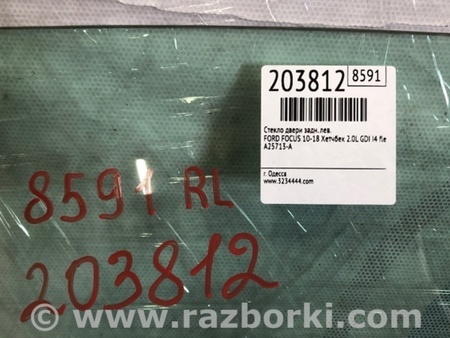 203812 8591
Стекло двери задн. лев.
FORD FOCUS 10-18 Хетчбек 2.0L GDI I4 fle
A25713-A
г. Одесса
www.3234444.com
8591 RL
203812
www.razborki.com